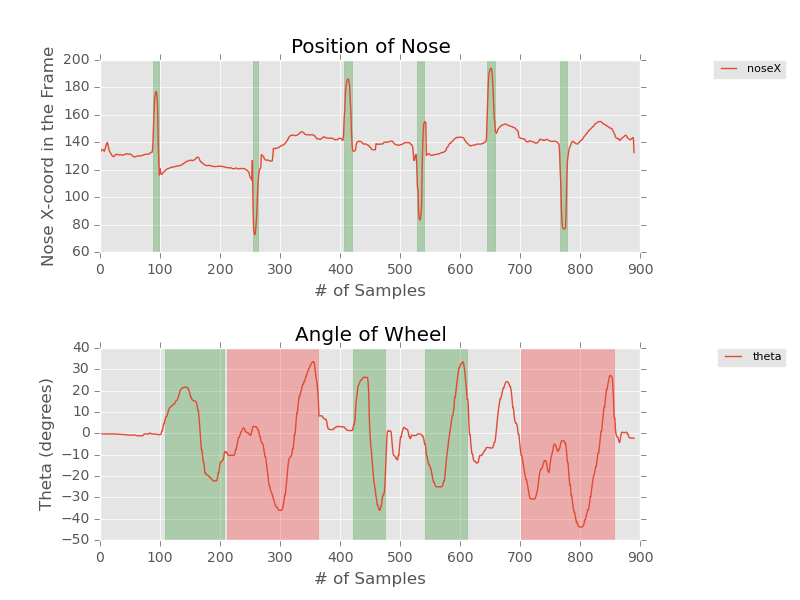 Position of Nose
Nose X-coord in the Frame
200
180
160
140
120
100
80
60
0 100 200 300 400 500 600 700 800 900
# of Samples
noseX
Angle of Wheel
Theta (degrees)
40
30
20
10
0
−10
−20
−30
−40
−50
0 100 200 300 400 500 600 700 800 900
# of Samples
theta